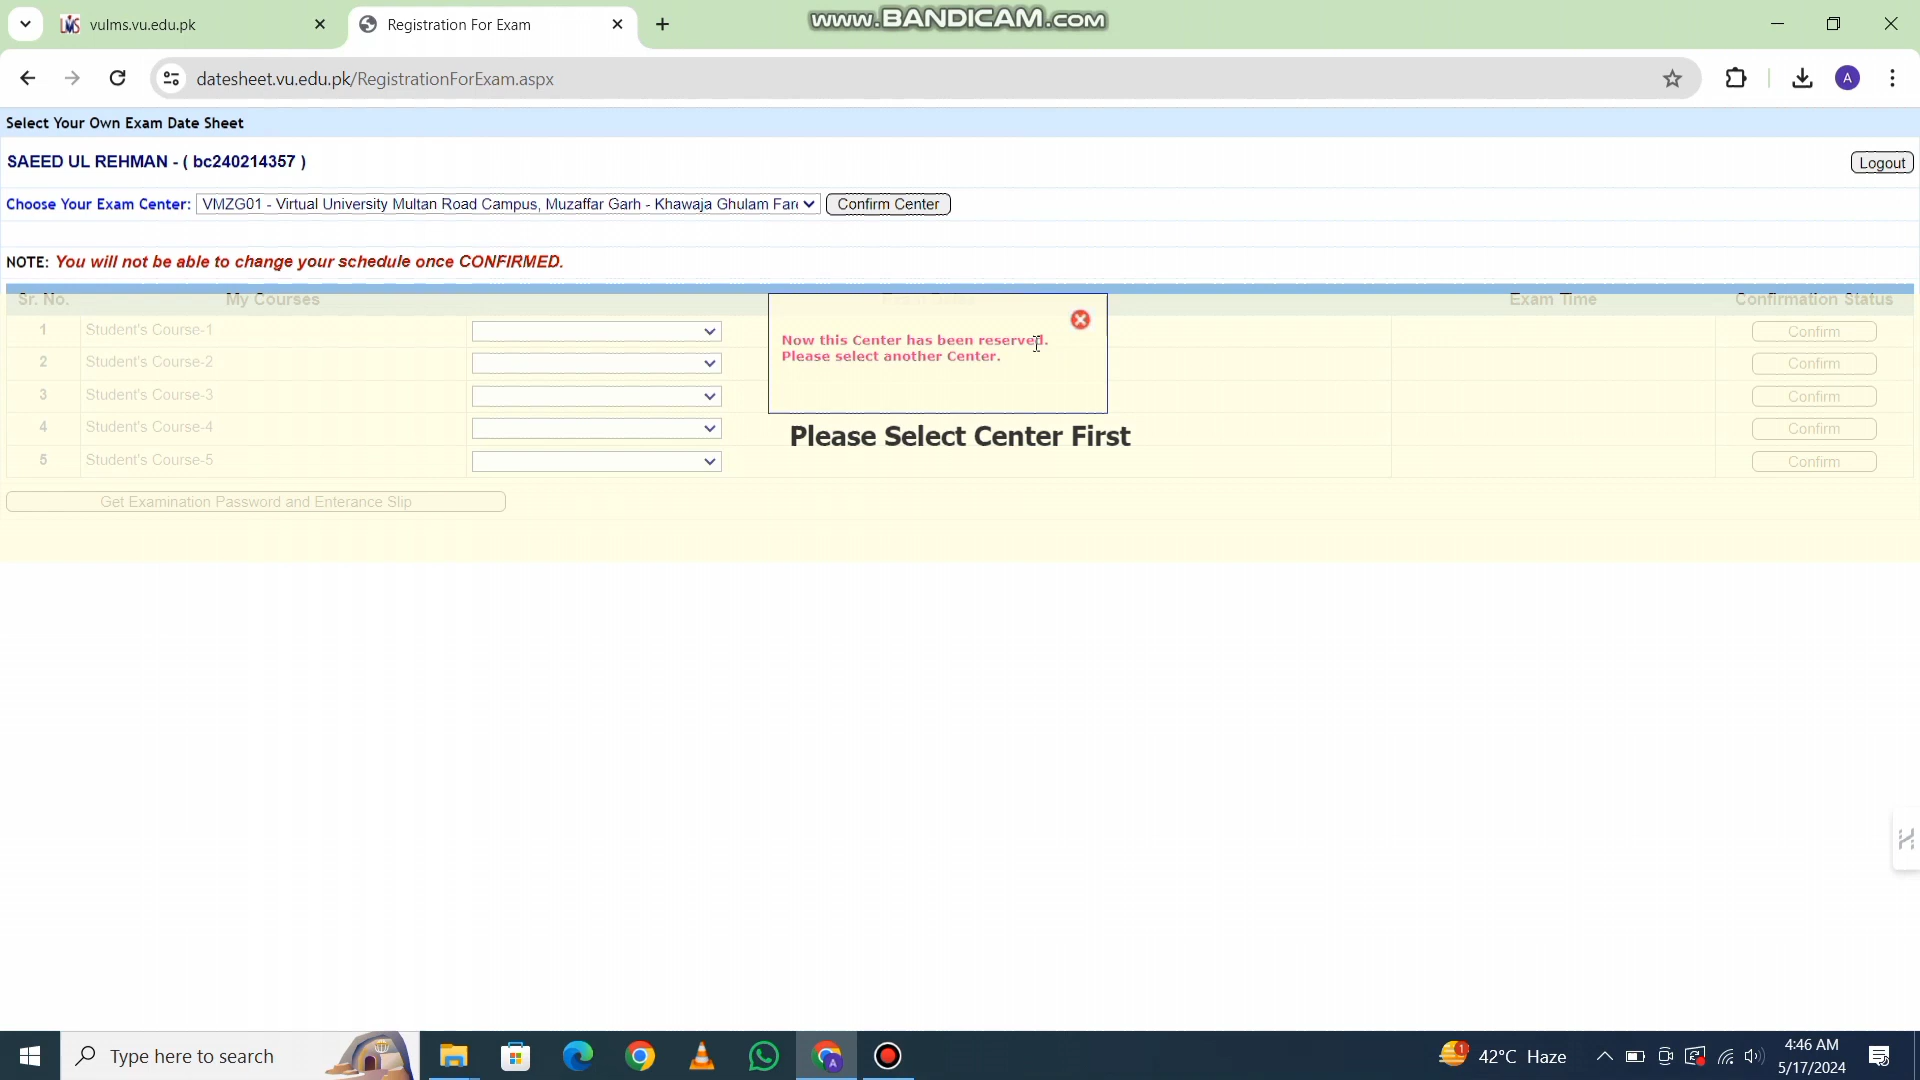 vulms.vu.edu.pk
Registration For Exam
www.BANDICAM.com
datesheet.vu.edu.pk/RegistrationForExam.aspx
A
Select Your Own Exam Date Sheet
SAEED UL REHMAN - ( bc240214357 )
Logout
Choose Your Exam Center: VMZG01 - Virtual University Multan Road Campus, Muzaffar Garh - Khawaja Ghulam Fare Confirm Center
NOTE: You will not be able to change your schedule once CONFIRMED.
Sr. No. My Courses Exam Dates Exam Time Confirmation Status
1 Student's Course-1 Confirm
2 Student's Course-2 Confirm
3 Student's Course-3 Confirm
4 Student's Course-4 Confirm
5 Student's Course-5 Confirm
Now this Center has been reserved.
Please select another Center.
Please Select Center First
Get Examination Password and Enterance Slip
Type here to search
1
42°C Haze
4:46 AM
5/17/2024